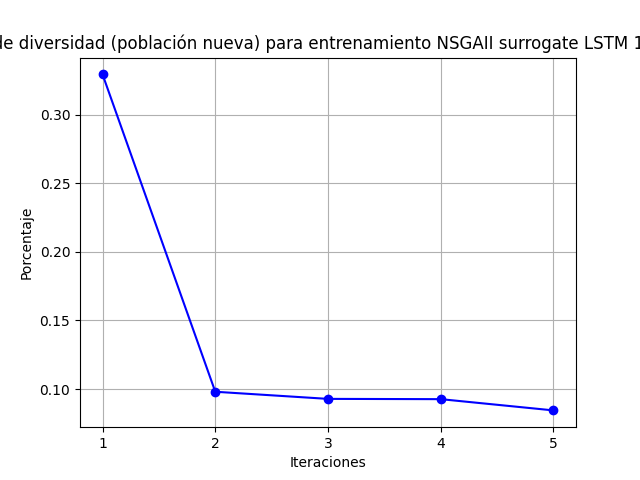 de diversidad (población nueva) para entrenamiento NSGAII surrogate LSTM 1
0.30
0.25
0.20
0.15
0.10
Porcentaje
1 2 3 4 5
Iteraciones